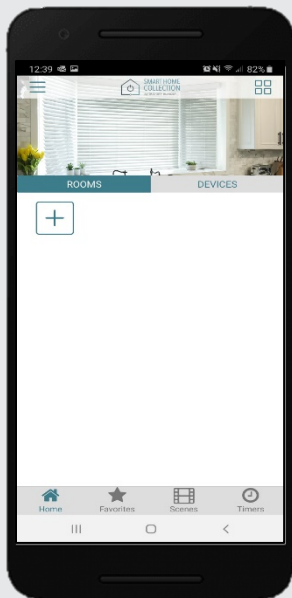 12:39
82%
SMART HOME
COLLECTION
ROOMS
DEVICES
Home
Favorites
Scenes
Timers